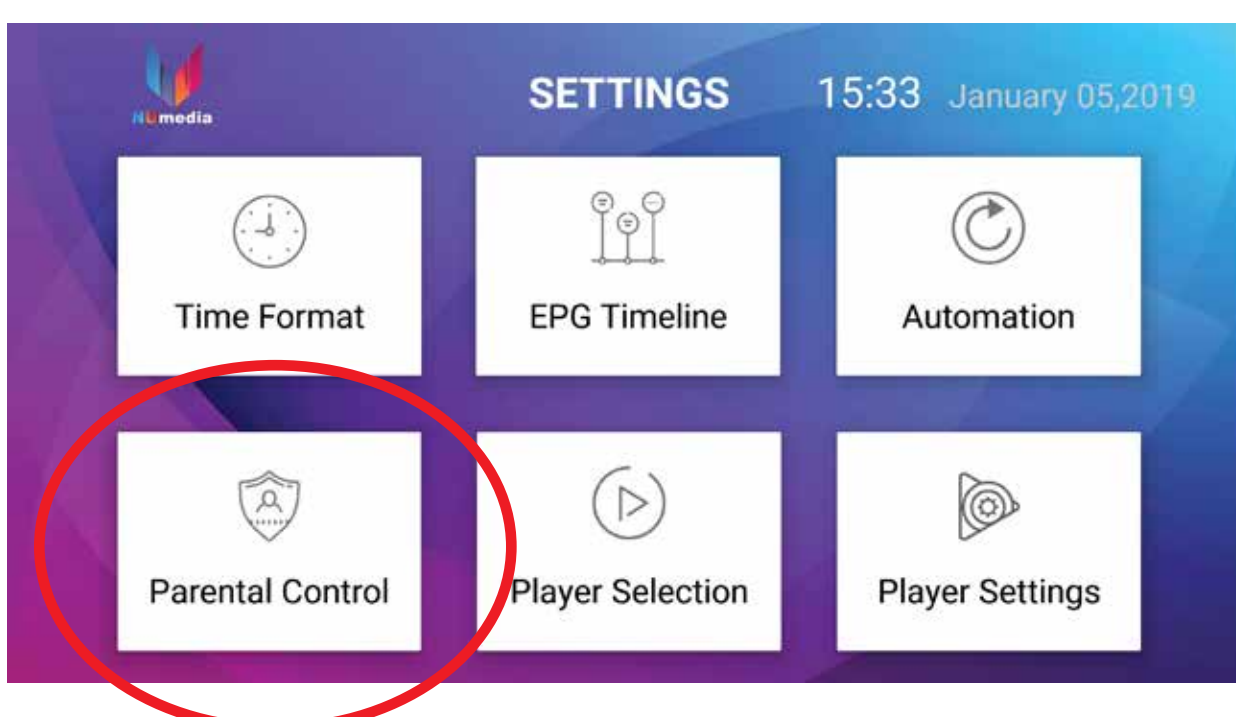 NUmedia
SETTINGS
15:33 January 05,2019
Time Format
EPG Timeline
Automation
Parental Control
Player Selection
Player Settings